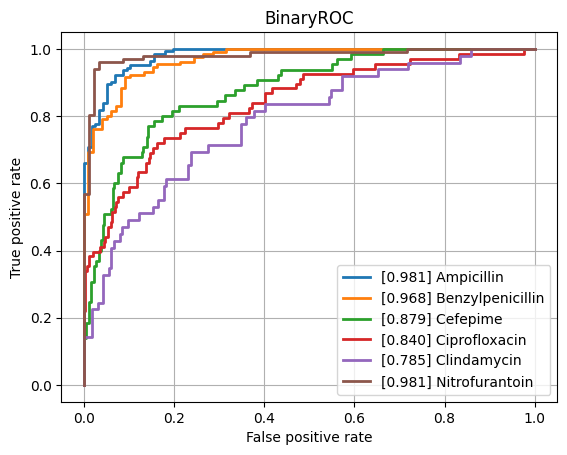 BinaryROC
True positive rate
1.0
0.8
0.6
0.4
0.2
0.0
[0.981] Ampicillin
[0.968] Benzylpenicillin
[0.879] Cefepime
[0.840] Ciprofloxacin
[0.785] Clindamycin
[0.981] Nitrofurantoin
0.0 0.2 0.4 0.6 0.8 1.0
False positive rate